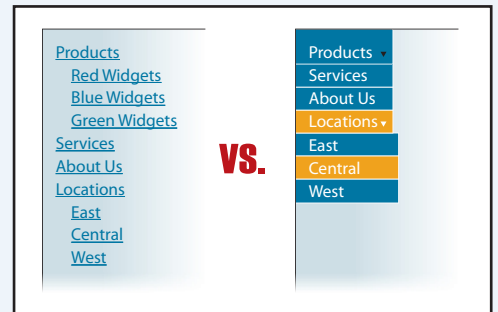 Products
Red Widgets
Blue Widgets
Green Widgets
Services
About Us
Locations
East
Central
West
VS.
Products
Services
About Us
Locations
East
Central
West